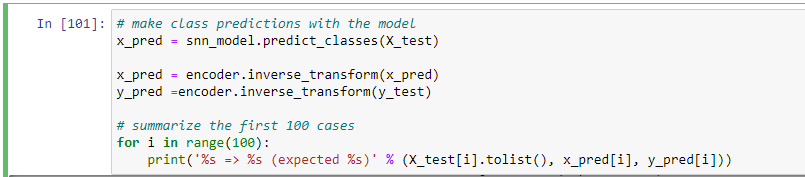 In [101]: # make class predictions with the model
x_pred = snn_model.predict_classes(X_test)
x_pred = encoder.inverse_transform(x_pred)
y_pred =encoder.inverse_transform(y_test)
# summarize the first 100 cases
for i in range(100):
    print('%s => %s (expected %s)' % (X_test[i].tolist(), x_pred[i], y_pred[i]))